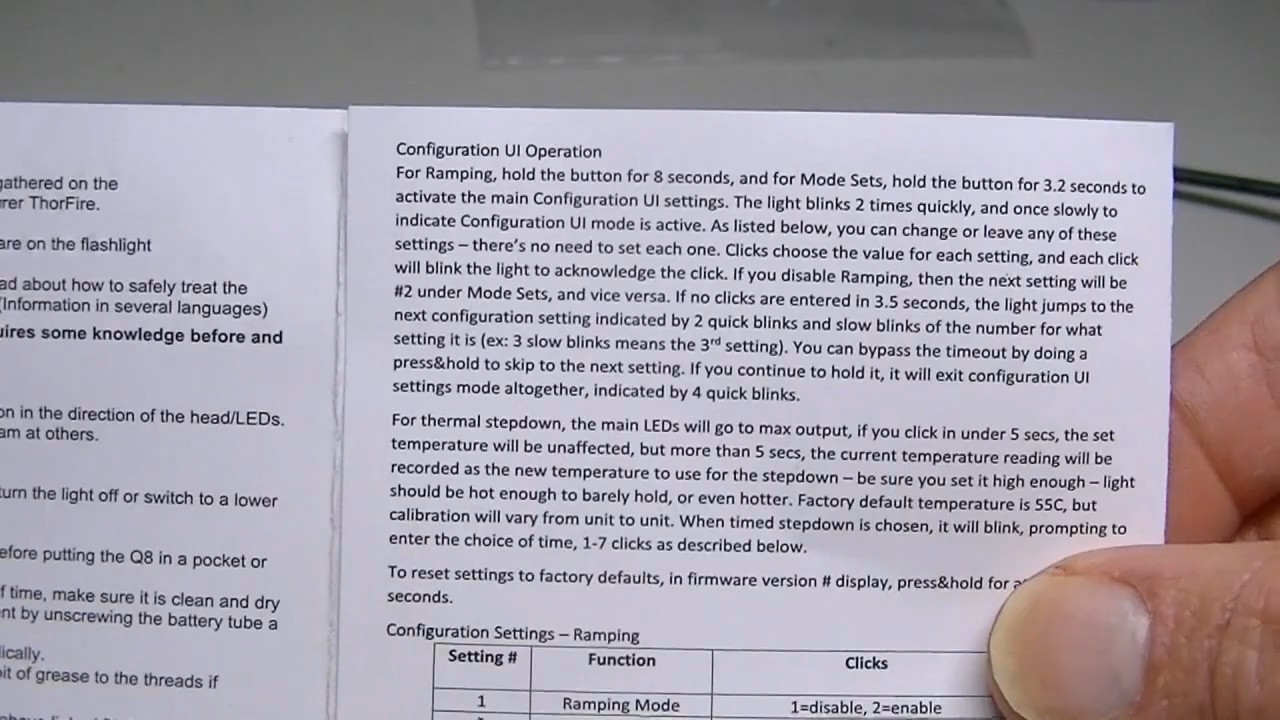 gathered on the
urer ThorFire.
are on the flashlight
ad about how to safely treat the
(Information in several languages)
uires some knowledge before and
on in the direction of the head/LEDs.
am at others.
turn the light off or switch to a lower
efore putting the Q8 in a pocket or
f time, make sure it is clean and dry
nt by unscrewing the battery tube a
ically.
bit of grease to the threads if
Configuration UI Operation
For Ramping, hold the button for 8 seconds, and for Mode Sets, hold the button for 3.2 seconds to
activate the main Configuration UI settings. The light blinks 2 times quickly, and once slowly to
indicate Configuration UI mode is active. As listed below, you can change or leave any of these
settings – there's no need to set each one. Clicks choose the value for each setting, and each click
will blink the light to acknowledge the click. If you disable Ramping, then the next setting will be
#2 under Mode Sets, and vice versa. If no clicks are entered in 3.5 seconds, the light jumps to the
next configuration setting indicated by 2 quick blinks and slow blinks of the number for what
setting it is (ex: 3 slow blinks means the 3rd setting). You can bypass the timeout by doing a
press&hold to skip to the next setting. If you continue to hold it, it will exit configuration UI
settings mode altogether, indicated by 4 quick blinks.
For thermal stepdown, the main LEDs will go to max output, if you click in under 5 secs, the set
temperature will be unaffected, but more than 5 secs, the current temperature reading will be
recorded as the new temperature to use for the stepdown – be sure you set it high enough – light
should be hot enough to barely hold, or even hotter. Factory default temperature is 55C, but
calibration will vary from unit to unit. When timed stepdown is chosen, it will blink, prompting to
enter the choice of time, 1-7 clicks as described below.
To reset settings to factory defaults, in firmware version # display, press&hold for
seconds.
Configuration Settings – Ramping
Setting # Function Clicks
1 Ramping Mode 1=disable, 2=enable